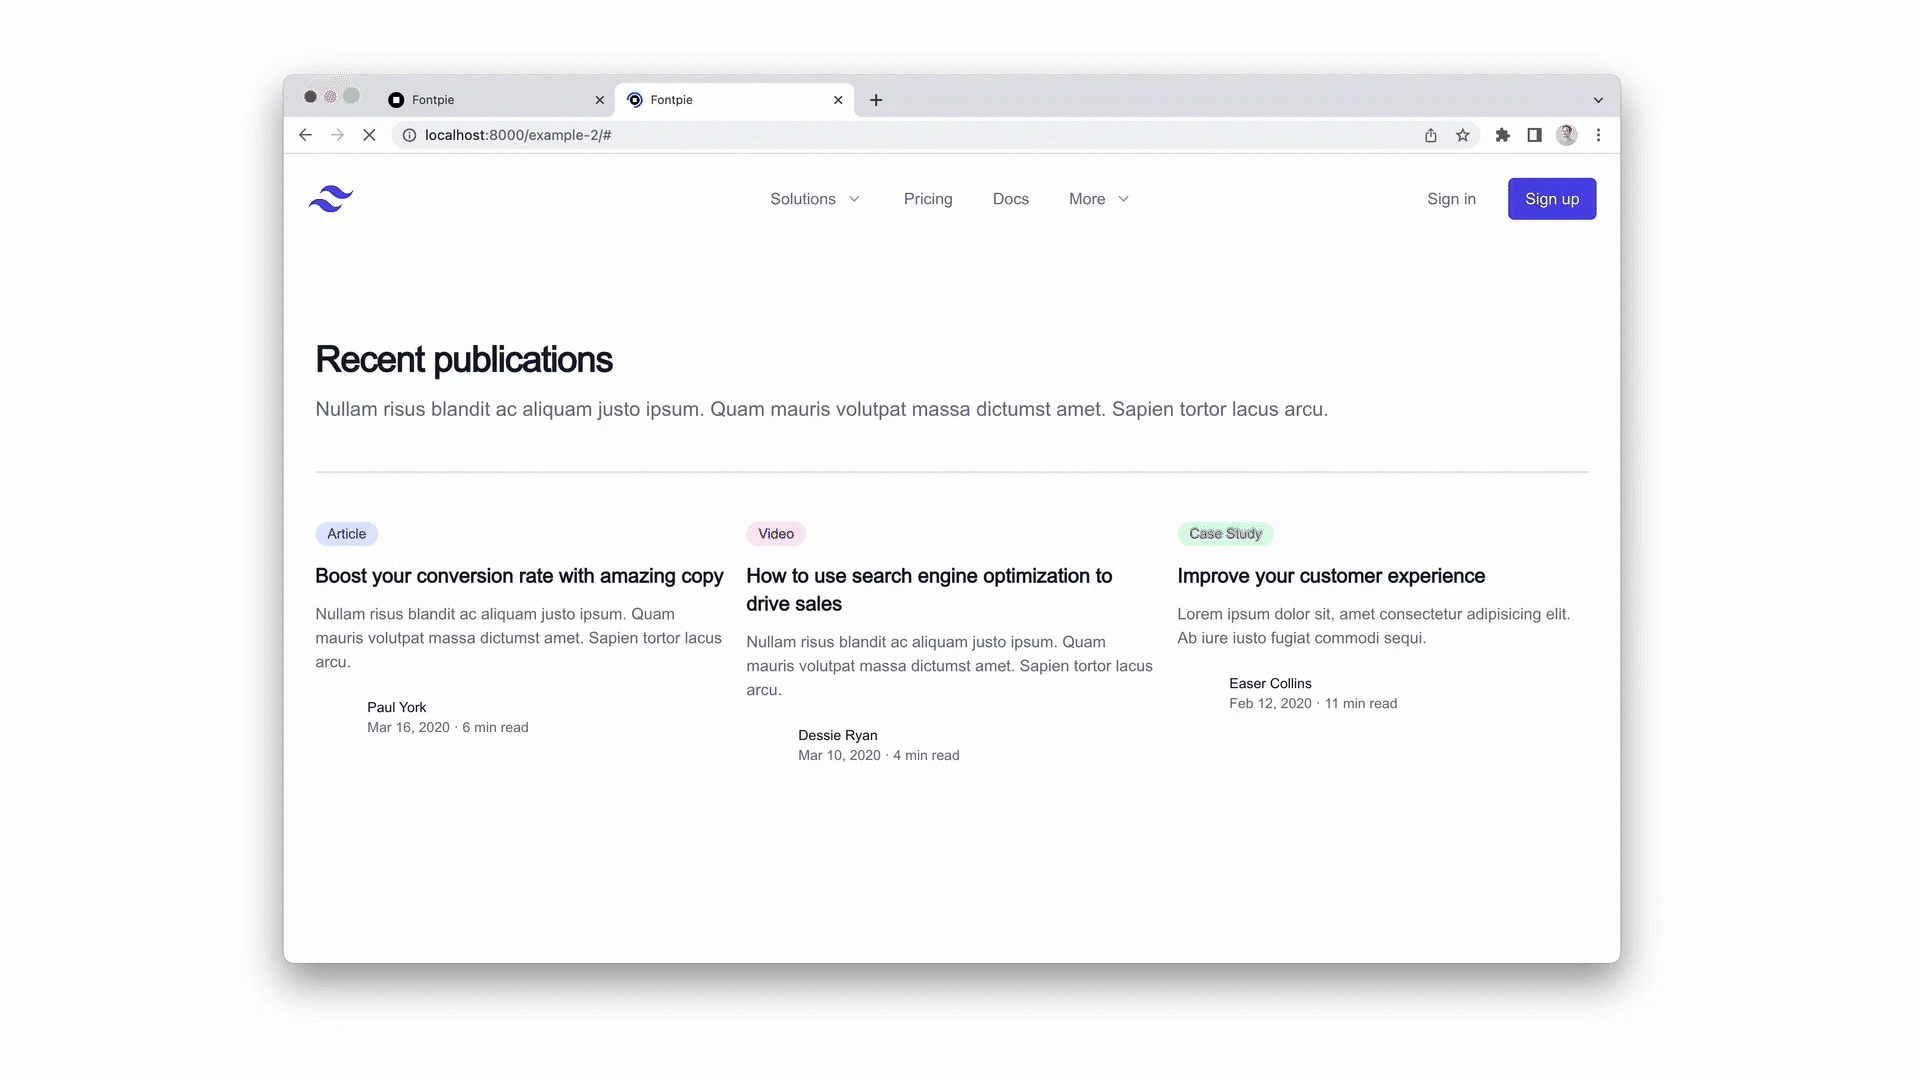 Fontpie
Fontpie
localhost:8000/example-2/#
Solutions
Pricing
Docs
More
Sign in
Sign up
Recent publications
Nullam risus blandit ac aliquam justo ipsum. Quam mauris volutpat massa dictumst amet. Sapien tortor lacus arcu.
Article
Boost your conversion rate with amazing copy
Nullam risus blandit ac aliquam justo ipsum. Quam
mauris volutpat massa dictumst amet. Sapien tortor lacus
arcu.
Paul York
Mar 16, 2020 · 6 min read
Video
How to use search engine optimization to
drive sales
Nullam risus blandit ac aliquam justo ipsum. Quam
mauris volutpat massa dictumst amet. Sapien tortor lacus
arcu.
Dessie Ryan
Mar 10, 2020 · 4 min read
Case Study
Improve your customer experience
Lorem ipsum dolor sit, amet consectetur adipisicing elit.
Ab iure iusto fugiat commodi sequi.
Easer Collins
Feb 12, 2020 · 11 min read